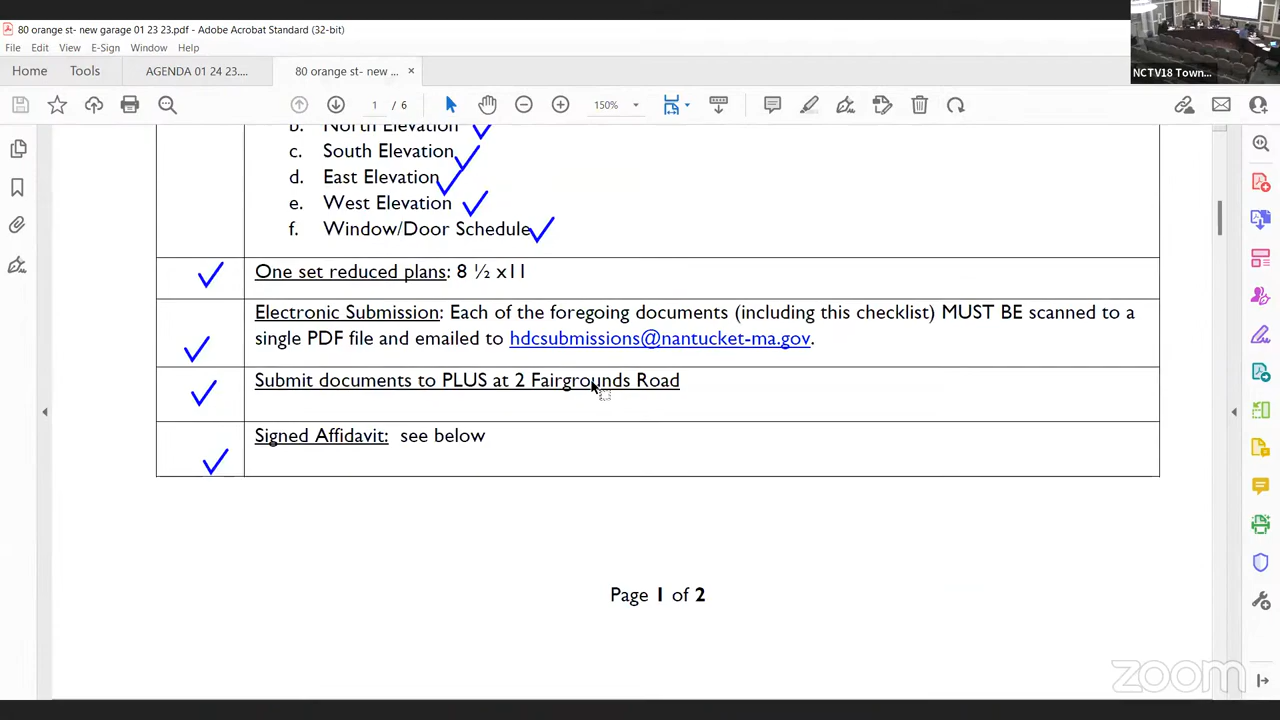 80 orange st- new garage 01 23 23.pdf - Adobe Acrobat Standard (32-bit)
File Edit View E-Sign Window Help
Home Tools AGENDA 01 24 23.... 80 orange st- new ... ×
1 / 6 150%
NCTV18 Town...
b. North Elevation
c. South Elevation
d. East Elevation
e. West Elevation
f. Window/Door Schedule
One set reduced plans: 8 ½ x11
Electronic Submission: Each of the foregoing documents (including this checklist) MUST BE scanned to a
single PDF file and emailed to hdcsubmissions@nantucket-ma.gov.
Submit documents to PLUS at 2 Fairgrounds Road
Signed Affidavit: see below
Page 1 of 2
zoom